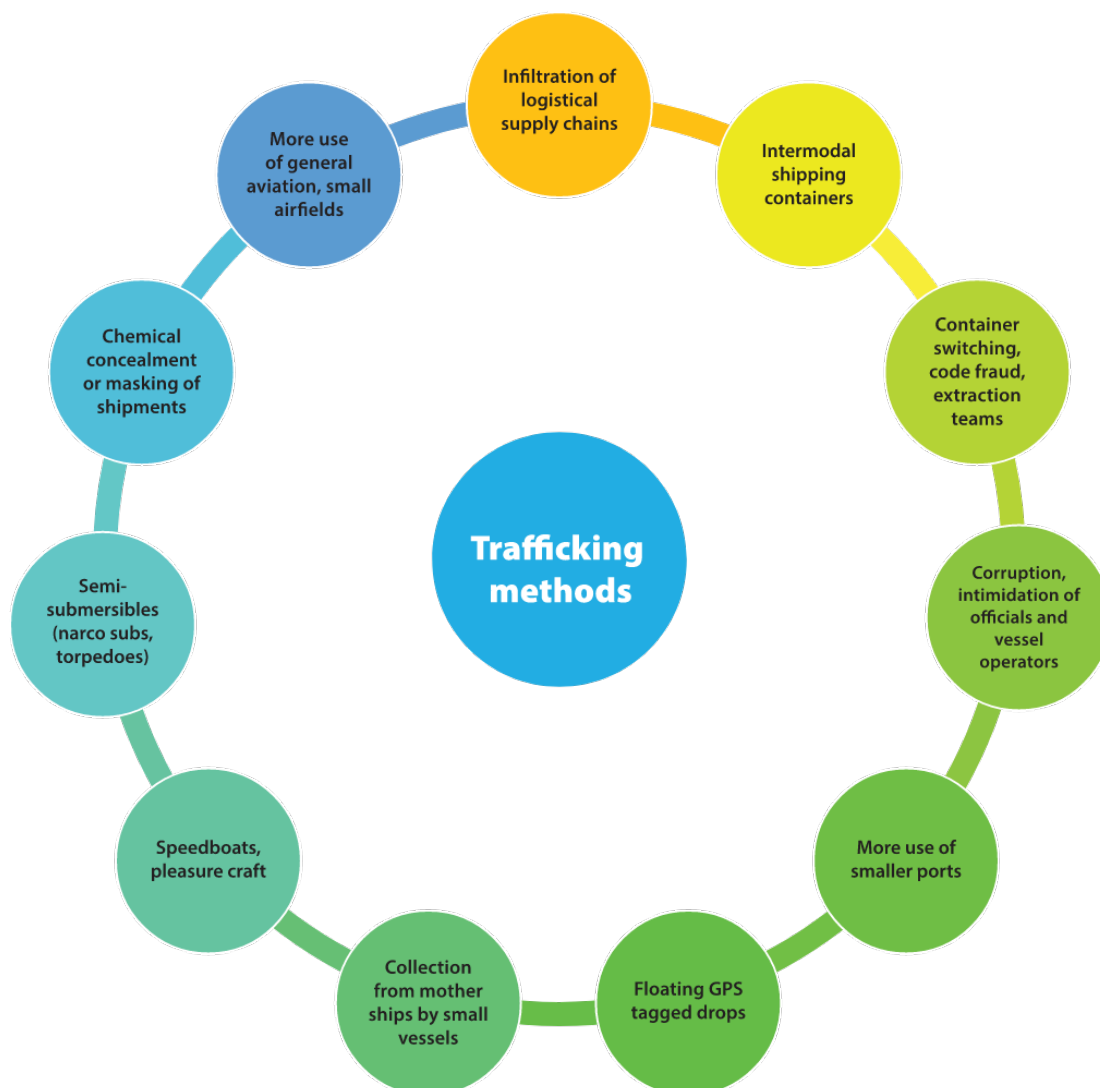 Infiltration of
logistical
supply chains
Intermodal
shipping
containers
Container
switching,
code fraud,
extraction
teams
Corruption,
intimidation of
officials and
vessel
operators
More use of
smaller ports
Floating GPS
tagged drops
Collection
from mother
ships by small
vessels
Speedboats,
pleasure craft
Semi-
submersibles
(narco subs,
torpedoes)
Chemical
concealment
or masking of
shipments
More use
of general
aviation, small
airfields
Trafficking
methods